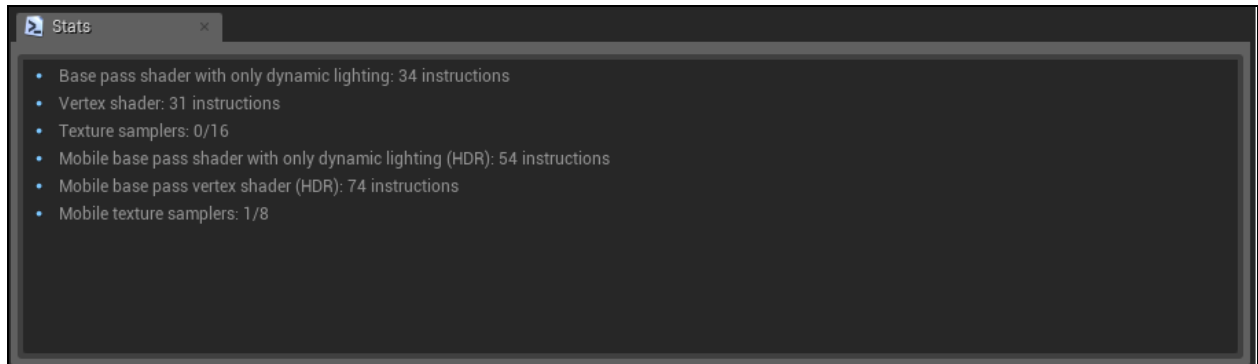 Stats
• Base pass shader with only dynamic lighting: 34 instructions
• Vertex shader: 31 instructions
• Texture samplers: 0/16
• Mobile base pass shader with only dynamic lighting (HDR): 54 instructions
• Mobile base pass vertex shader (HDR): 74 instructions
• Mobile texture samplers: 1/8